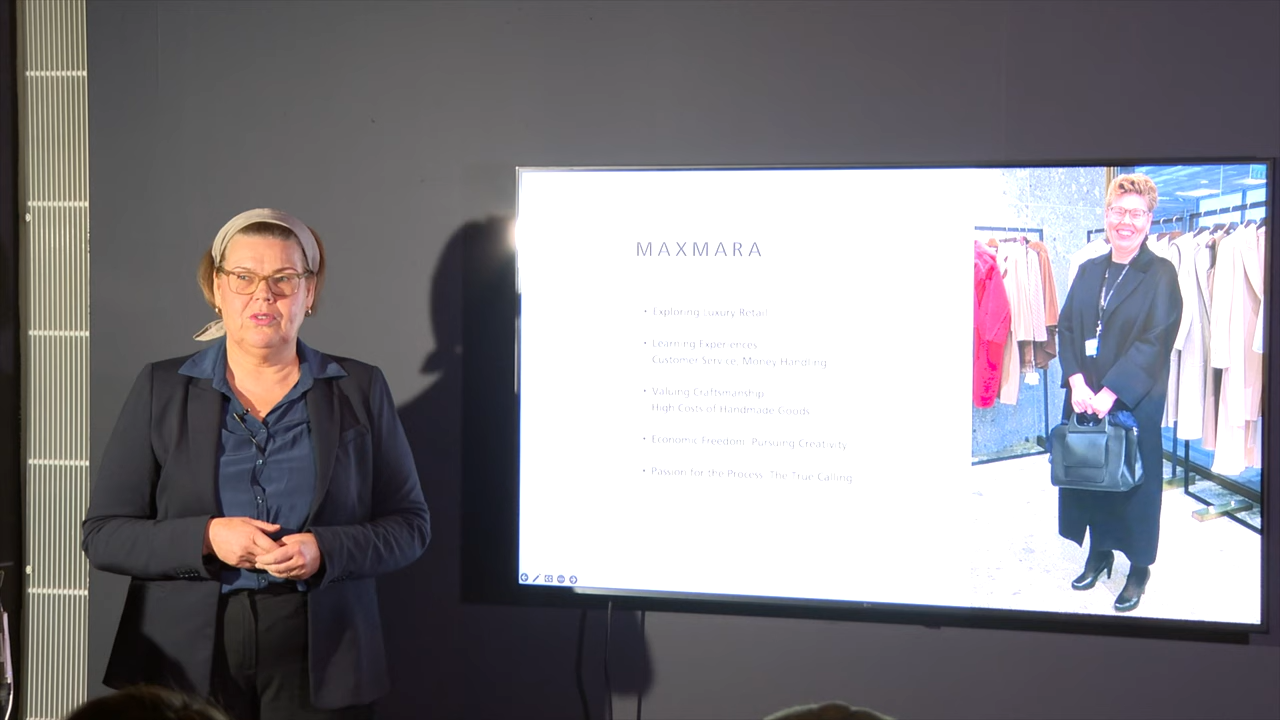 MAXMARA
• Exploring Luxury Retail
• Learning Experiences
Customer Service, Money Handling
• Valuing Craftsmanship
High Costs of Handmade Goods
• Economic Freedom: Pursuing Creativity
• Passion for the Process: The True Calling